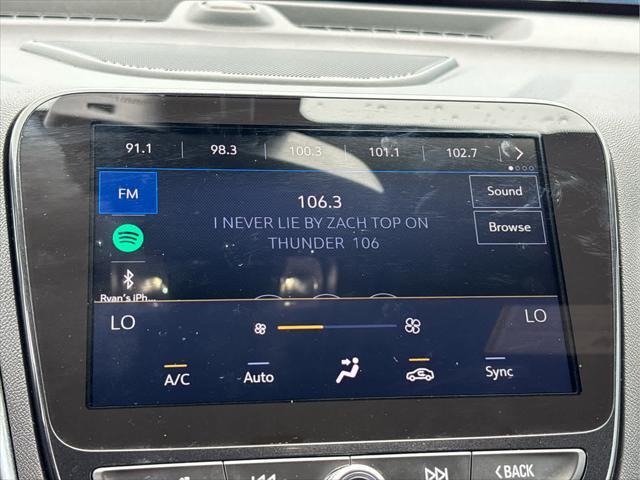 91.1 98.3 100.3 101.1 102.7
FM
106.3
Sound
I NEVER LIE BY ZACH TOP ON
THUNDER 106
Browse
Ryan's iPh...
LO
LO
A/C
Auto
Sync
BACK